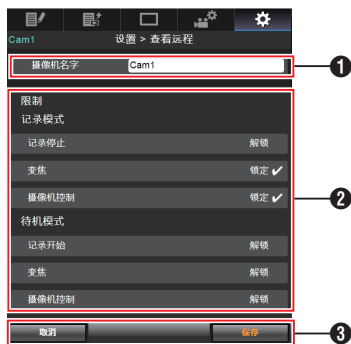 Cam1 设置 > 查看远程
摄像机名字 Cam1 ❶
限制
记录模式
记录停止 解锁
变焦 锁定 ✓
摄像机控制 锁定 ✓ ❷
待机模式
记录开始 解锁
变焦 解锁
摄像机控制 解锁
取消 保存 ❸